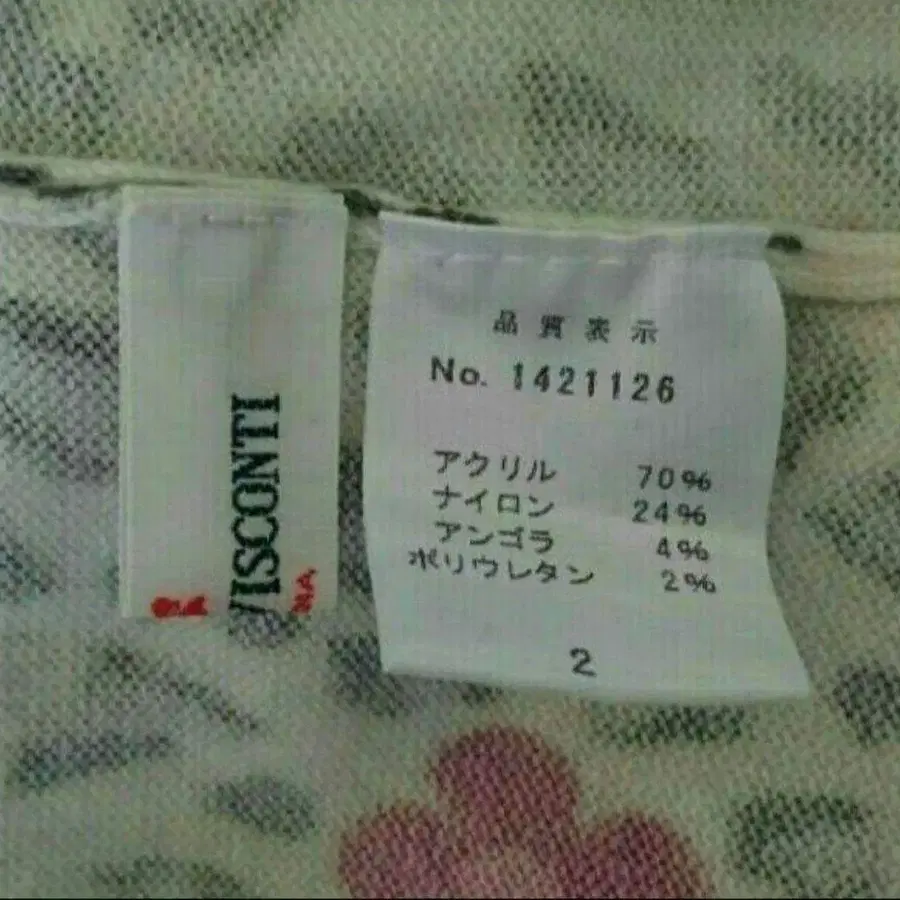 VISCONTI
品質表示
No. 1421126
アクリル 70%
ナイロン 24%
アンゴラ 4%
ポリウレタン 2%
2